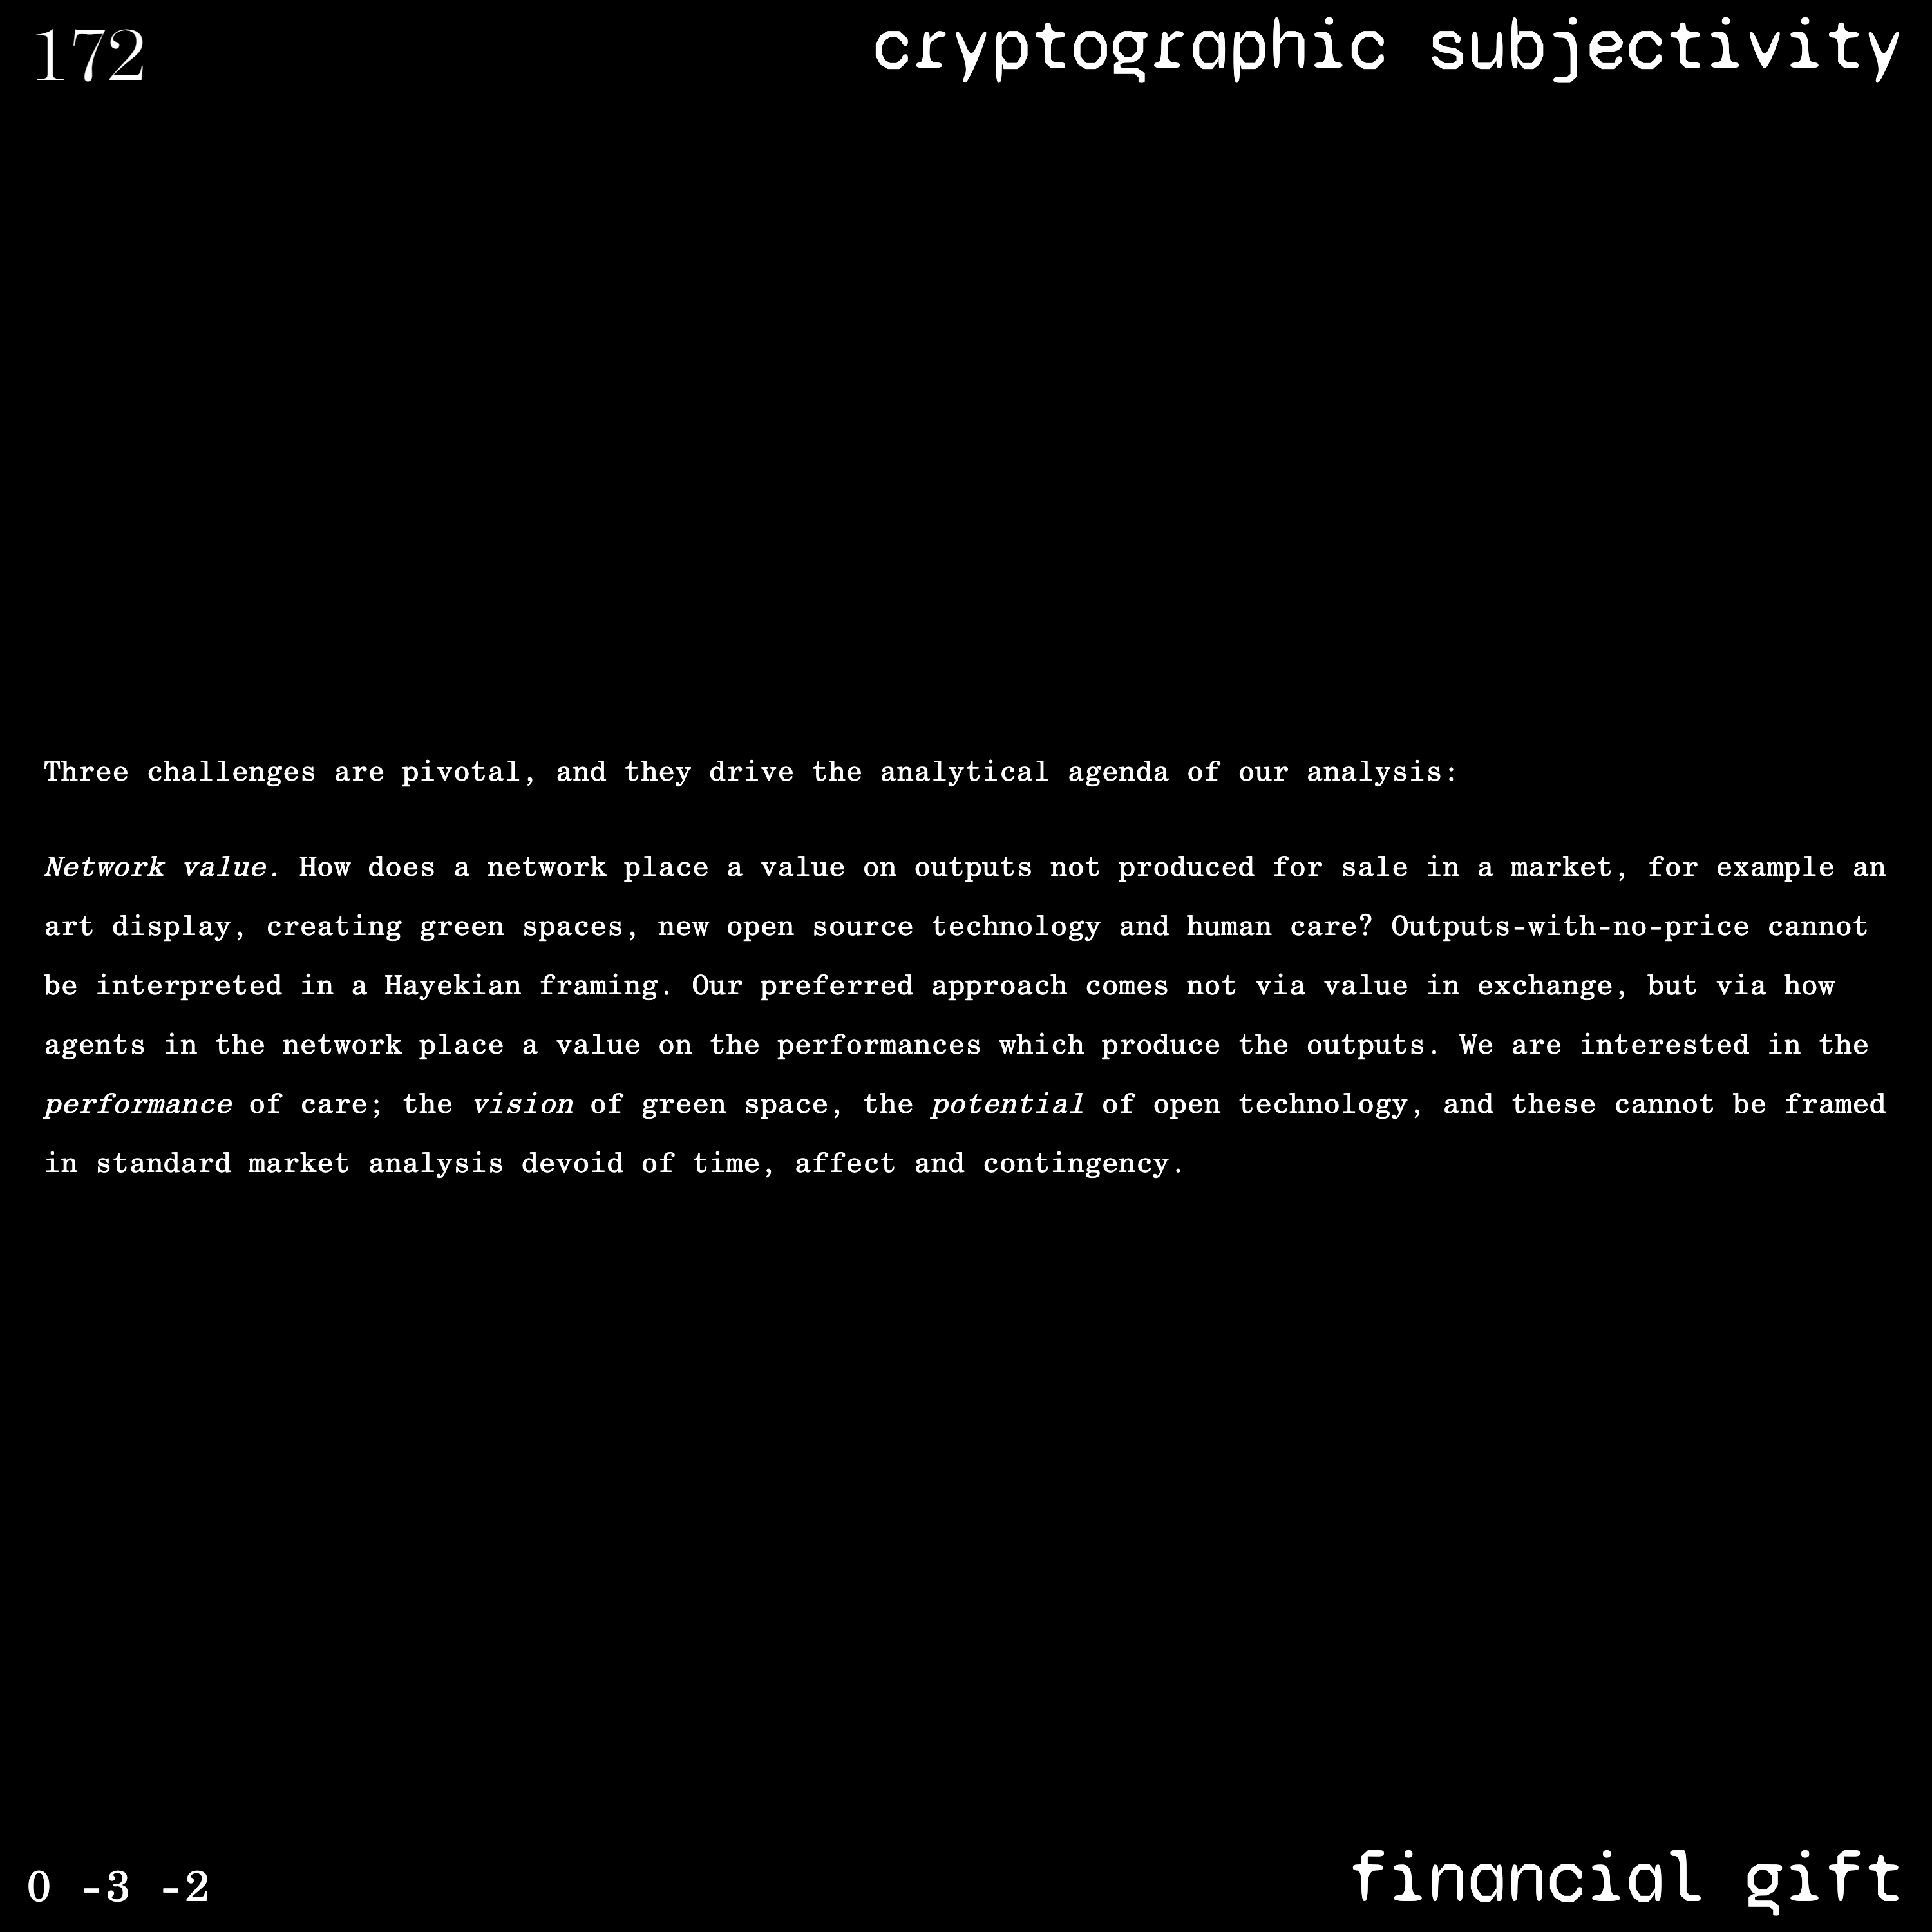 172
cryptographic subjectivity
Three challenges are pivotal, and they drive the analytical agenda of our analysis:
Network value. How does a network place a value on outputs not produced for sale in a market, for example an
art display, creating green spaces, new open source technology and human care? Outputs-with-no-price cannot
be interpreted in a Hayekian framing. Our preferred approach comes not via value in exchange, but via how
agents in the network place a value on the performances which produce the outputs. We are interested in the
performance of care; the vision of green space, the potential of open technology, and these cannot be framed
in standard market analysis devoid of time, affect and contingency.
0 -3 -2
financial gift